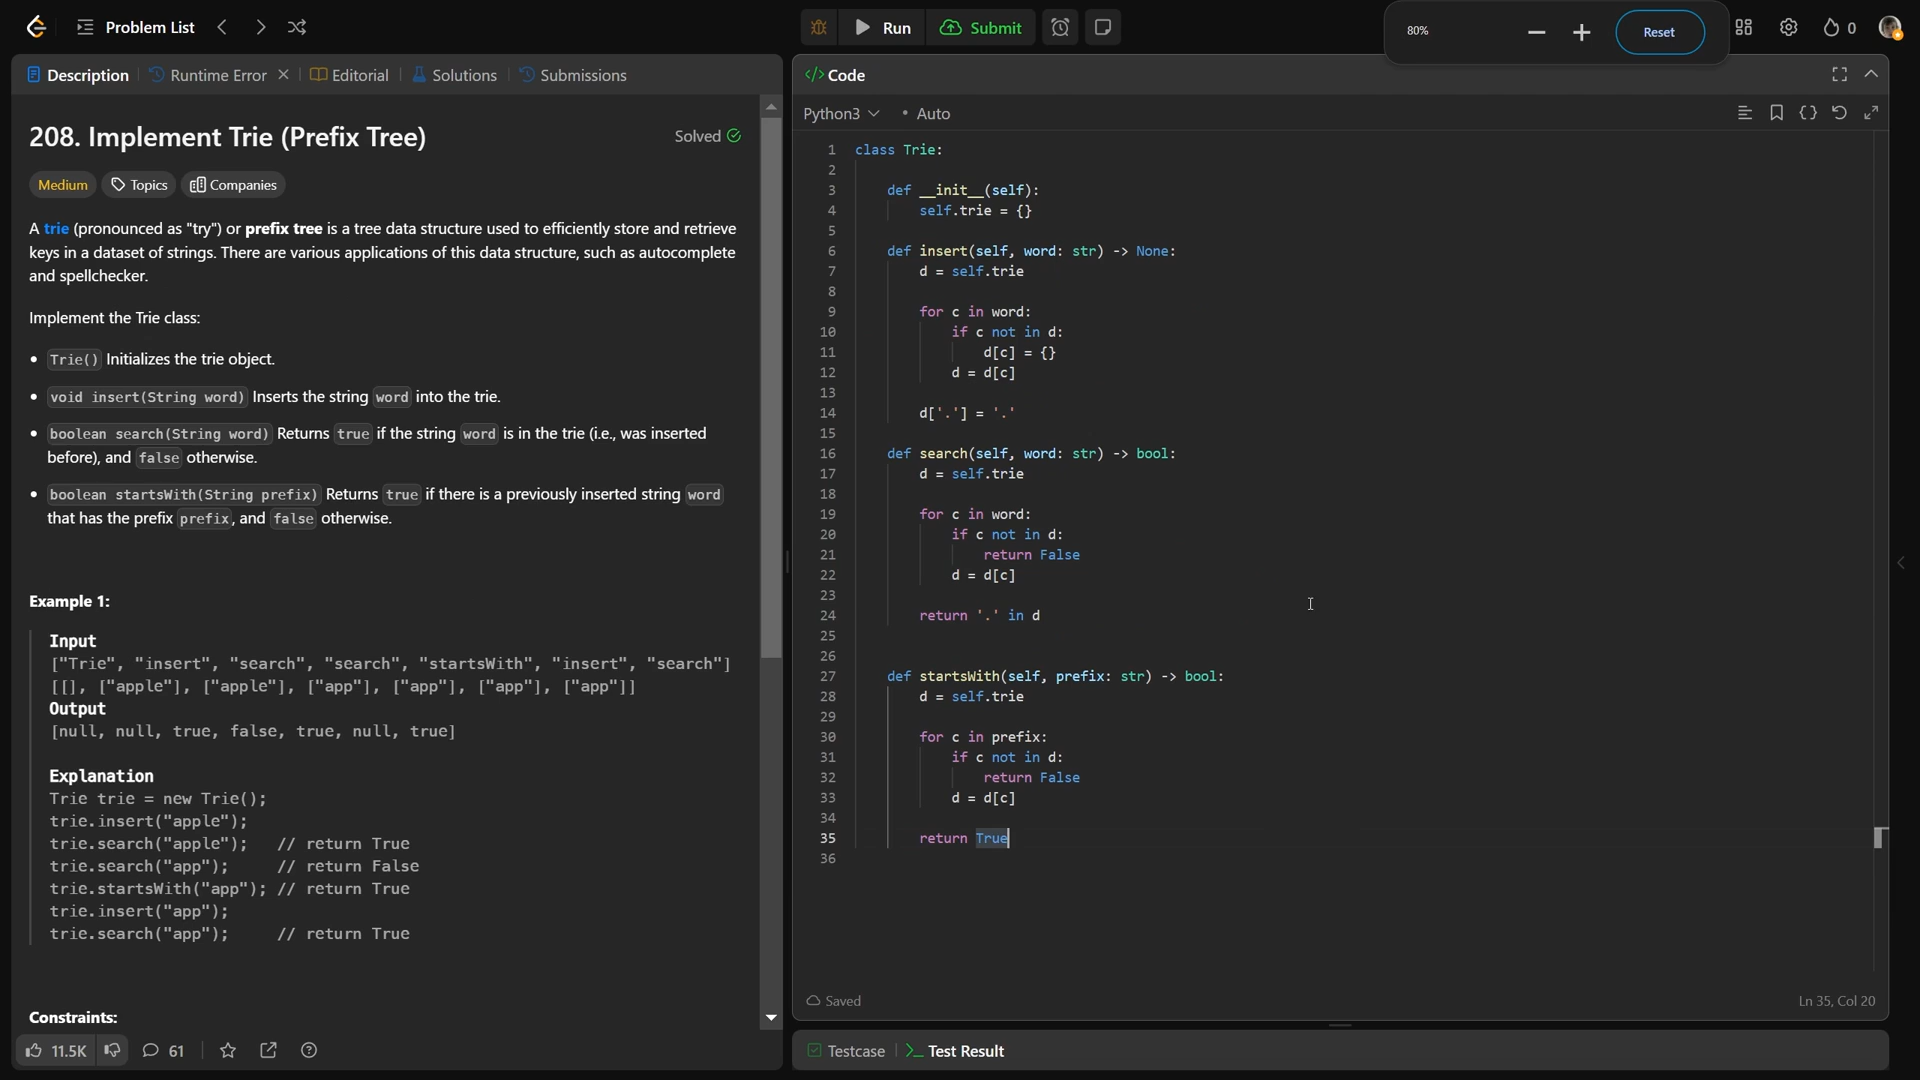 Problem List
Run
Submit
80%
Reset
0
Description
Runtime Error
Editorial
Solutions
Submissions
208. Implement Trie (Prefix Tree)
Solved
Medium
Topics
Companies
A trie (pronounced as "try") or prefix tree is a tree data structure used to efficiently store and retrieve
keys in a dataset of strings. There are various applications of this data structure, such as autocomplete
and spellchecker.
Implement the Trie class:
• Trie() Initializes the trie object.
• void insert(String word) Inserts the string word into the trie.
• boolean search(String word) Returns true if the string word is in the trie (i.e., was inserted
before), and false otherwise.
• boolean startsWith(String prefix) Returns true if there is a previously inserted string word
that has the prefix prefix, and false otherwise.
Example 1:
Input
["Trie", "insert", "search", "search", "startsWith", "insert", "search"]
[[], ["apple"], ["apple"], ["app"], ["app"], ["app"], ["app"]]
Output
[null, null, true, false, true, null, true]
Explanation
Trie trie = new Trie();
trie.insert("apple");
trie.search("apple");   // return True
trie.search("app");     // return False
trie.startsWith("app"); // return True
trie.insert("app");
trie.search("app");     // return True
Constraints:
11.5K
61
</> Code
Python3
• Auto
1 class Trie:
2
3     def __init__(self):
4         self.trie = {}
5
6     def insert(self, word: str) -> None:
7         d = self.trie
8
9         for c in word:
10             if c not in d:
11                 d[c] = {}
12             d = d[c]
13
14         d['.'] = '.'
15
16     def search(self, word: str) -> bool:
17         d = self.trie
18
19         for c in word:
20             if c not in d:
21                 return False
22             d = d[c]
23
24         return '.' in d
25
26
27     def startsWith(self, prefix: str) -> bool:
28         d = self.trie
29
30         for c in prefix:
31             if c not in d:
32                 return False
33             d = d[c]
34
35         return True
36
Saved
Ln 35, Col 20
Testcase
Test Result